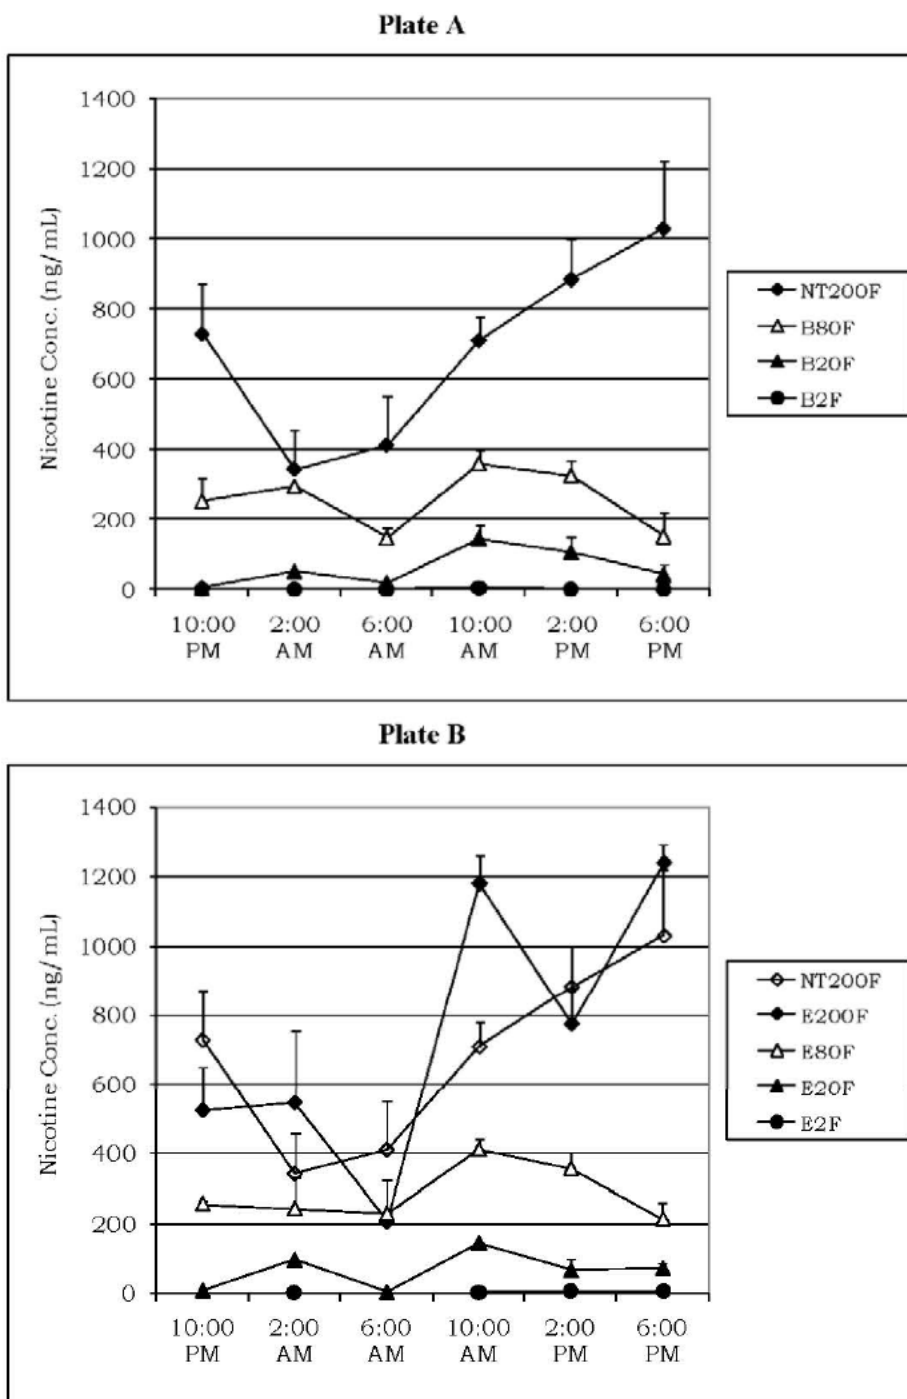 Plate A
Nicotine Conc. (ng/mL)
1400
1200
1000
800
600
400
200
0
10:00 PM
2:00 AM
6:00 AM
10:00 AM
2:00 PM
6:00 PM
NT200F
B80F
B20F
B2F
Plate B
Nicotine Conc. (ng/mL)
1400
1200
1000
800
600
400
200
0
10:00 PM
2:00 AM
6:00 AM
10:00 AM
2:00 PM
6:00 PM
NT200F
E200F
E80F
E20F
E2F